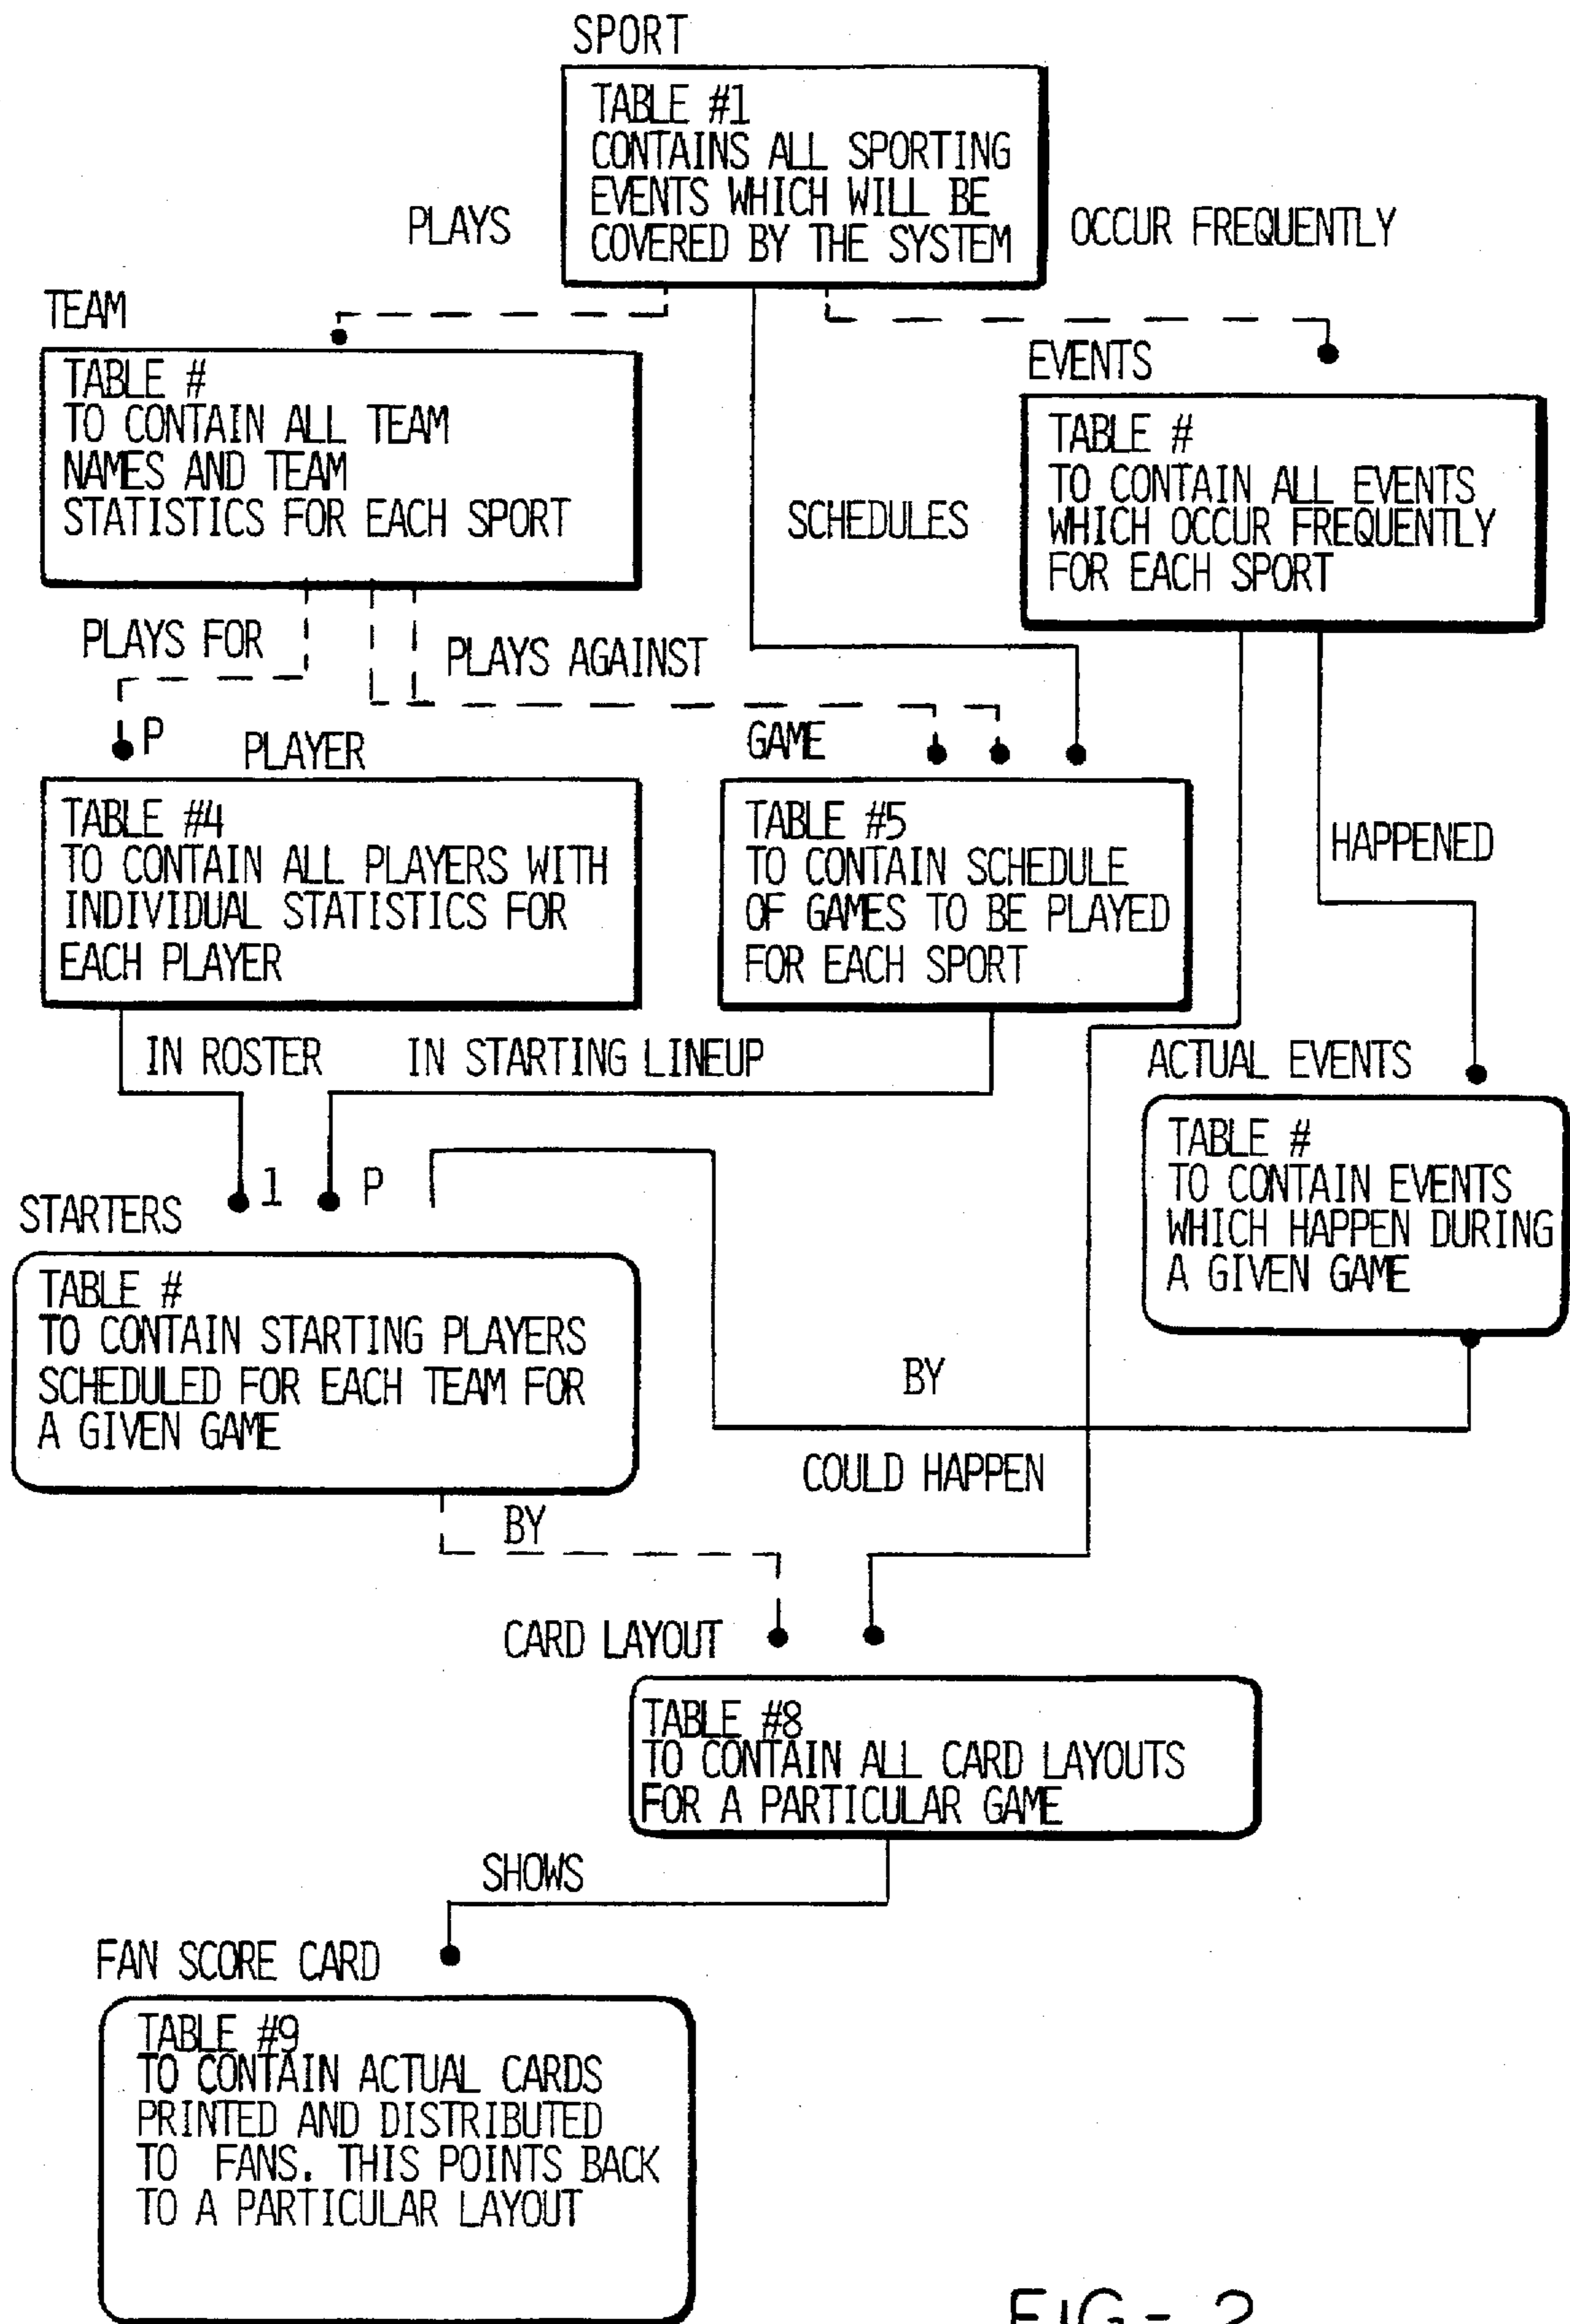 SPORT
TABLE #1
CONTAINS ALL SPORTING
EVENTS WHICH WILL BE
COVERED BY THE SYSTEM
PLAYS
OCCUR FREQUENTLY
TEAM
TABLE #
TO CONTAIN ALL TEAM
NAMES AND TEAM
STATISTICS FOR EACH SPORT
EVENTS
TABLE #
TO CONTAIN ALL EVENTS
WHICH OCCUR FREQUENTLY
FOR EACH SPORT
SCHEDULES
PLAYS FOR
PLAYS AGAINST
P
PLAYER
TABLE #4
TO CONTAIN ALL PLAYERS WITH
INDIVIDUAL STATISTICS FOR
EACH PLAYER
GAME
TABLE #5
TO CONTAIN SCHEDULE
OF GAMES TO BE PLAYED
FOR EACH SPORT
HAPPENED
IN ROSTER
IN STARTING LINEUP
ACTUAL EVENTS
TABLE #
TO CONTAIN EVENTS
WHICH HAPPEN DURING
A GIVEN GAME
1
P
STARTERS
TABLE #
TO CONTAIN STARTING PLAYERS
SCHEDULED FOR EACH TEAM FOR
A GIVEN GAME
BY
COULD HAPPEN
BY
CARD LAYOUT
TABLE #8
TO CONTAIN ALL CARD LAYOUTS
FOR A PARTICULAR GAME
SHOWS
FAN SCORE CARD
TABLE #9
TO CONTAIN ACTUAL CARDS
PRINTED AND DISTRIBUTED
TO FANS. THIS POINTS BACK
TO A PARTICULAR LAYOUT
FIG- 2